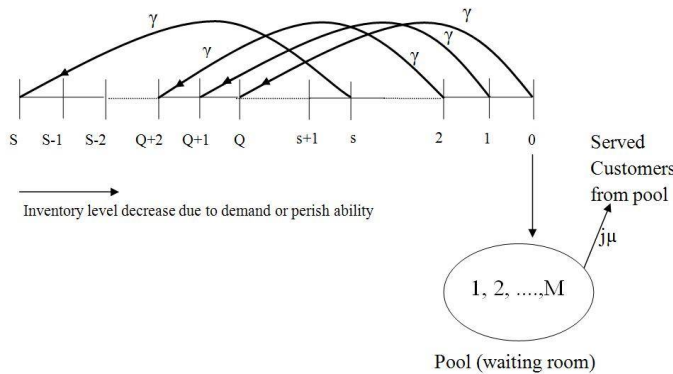 γ
γ
γ
γ
γ
S
S-1
S-2
Q+2
Q+1
Q
s+1
s
2
1
0
Served
Customers
from pool
Inventory level decrease due to demand or perish ability
jμ
1, 2, ....,M
Pool (waiting room)